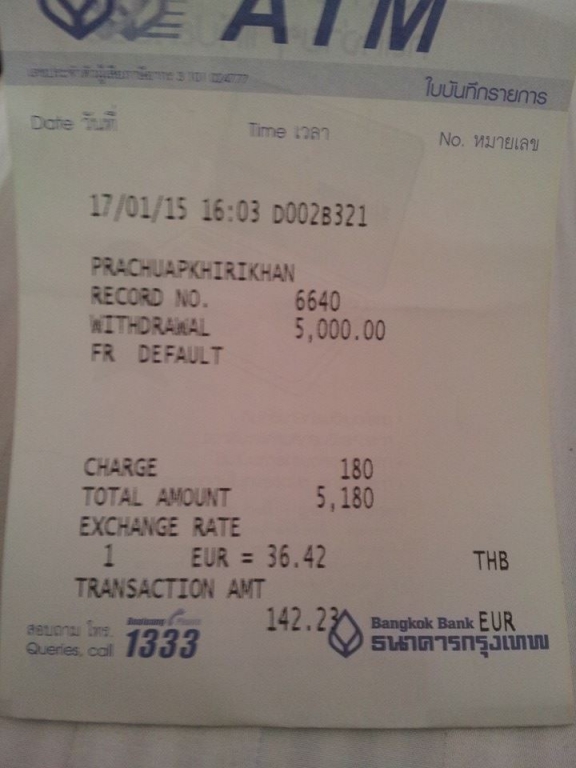 ATM
ใบบันทึกรายการ
Date วันที่ Time เวลา No. หมายเลข
17/01/15 16:03 D002B321
PRACHUAPKHIRIKHAN
RECORD NO. 6640
WITHDRAWAL 5,000.00
FR DEFAULT
CHARGE 180
TOTAL AMOUNT 5,180
EXCHANGE RATE
1 EUR = 36.42 THB
TRANSACTION AMT
142.23 EUR
สอบถาม โทร.
Queries, call 1333
Bangkok Bank
ธนาคารกรุงเทพ